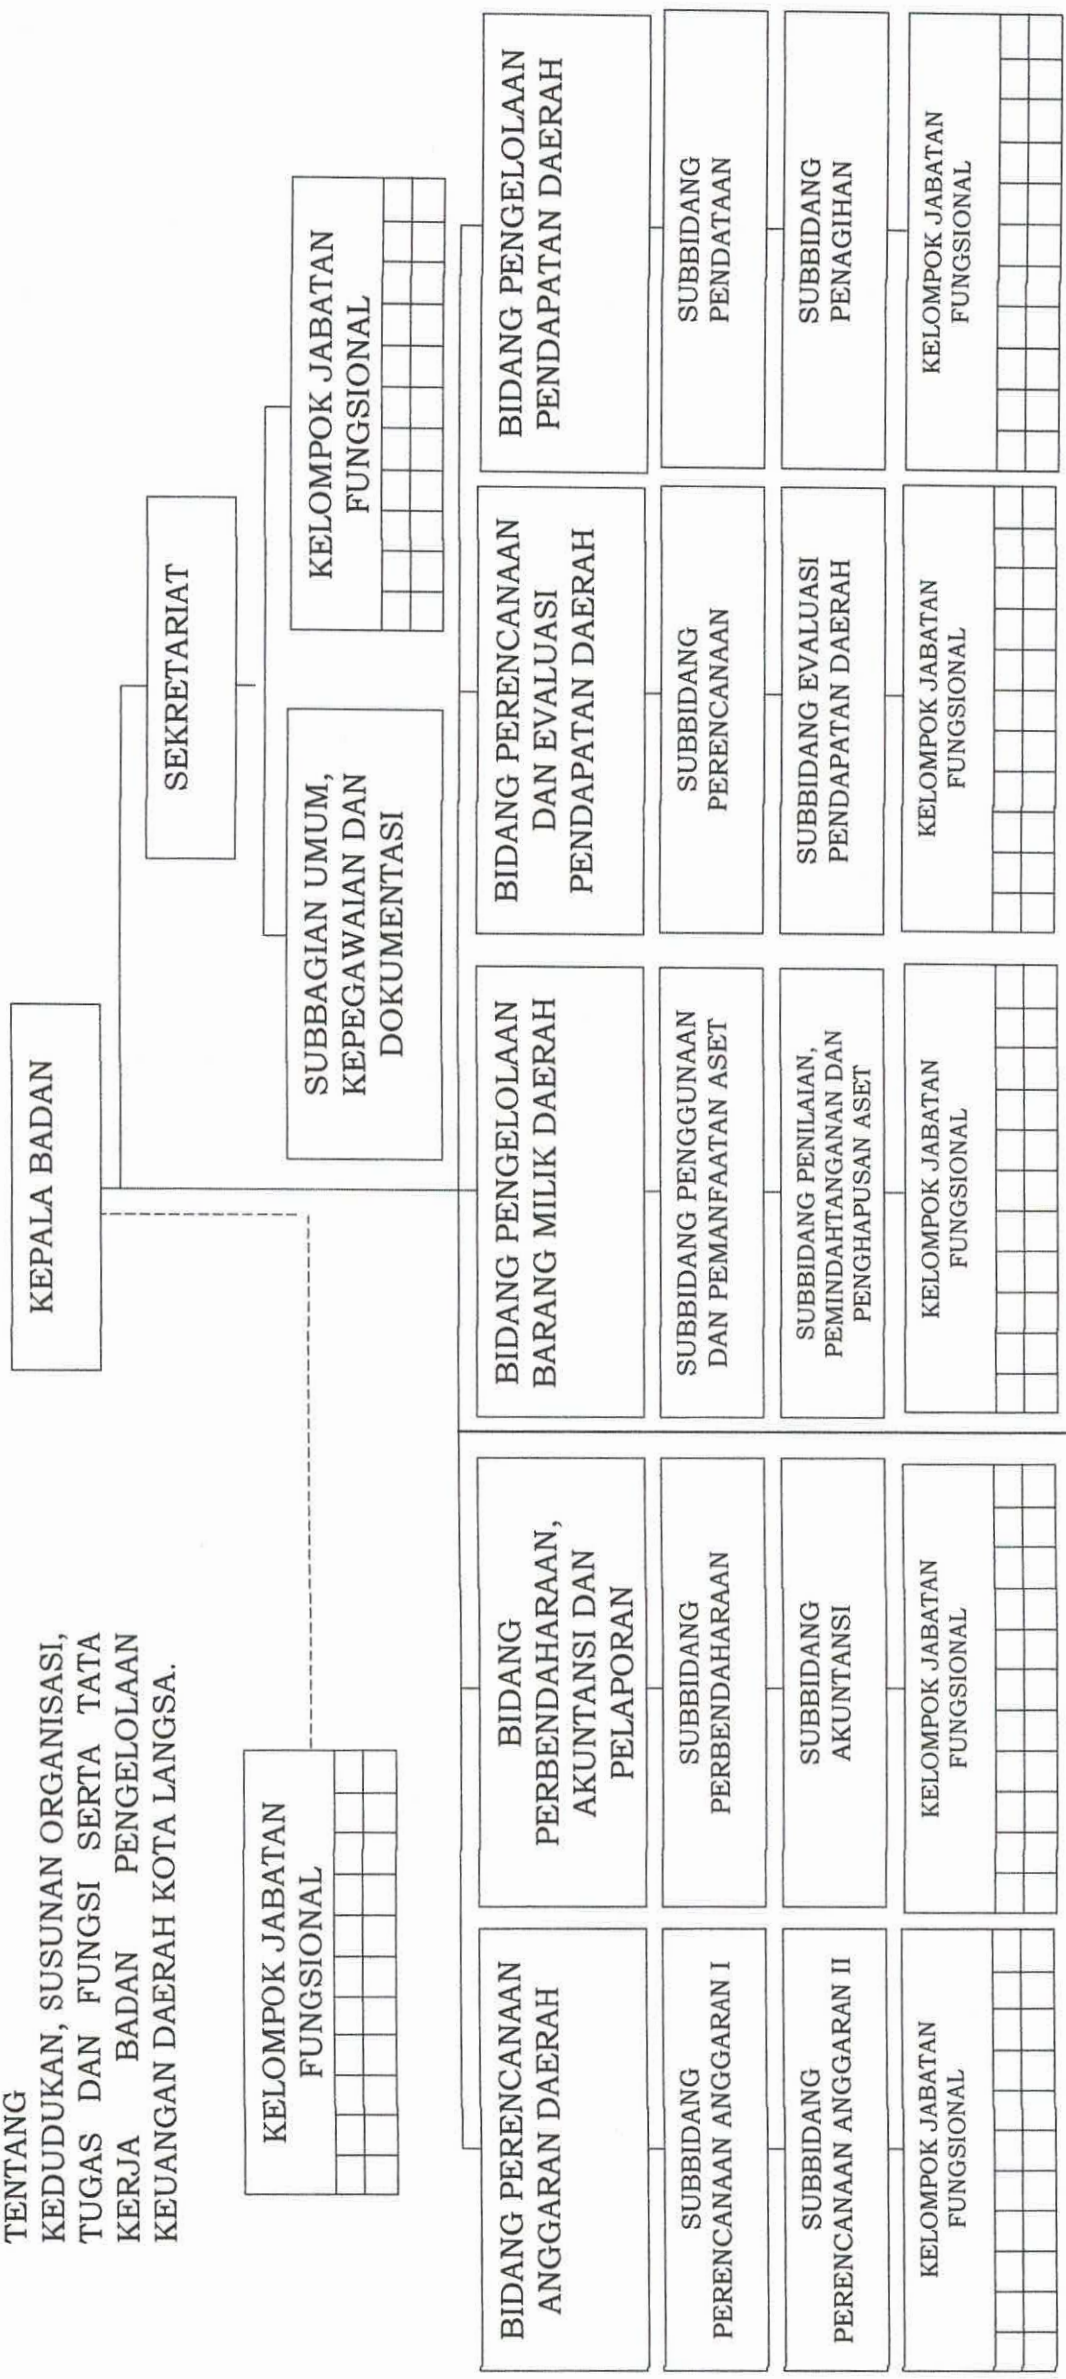 TENTANG
KEDUDUKAN, SUSUNAN ORGANISASI,
TUGAS DAN FUNGSI SERTA TATA
KERJA BADAN PENGELOLAAN
KEUANGAN DAERAH KOTA LANGSA.
KEPALA BADAN
SEKRETARIAT
KELOMPOK JABATAN
FUNGSIONAL
SUBBAGIAN UMUM,
KEPEGAWAIAN DAN
DOKUMENTASI
KELOMPOK JABATAN
FUNGSIONAL
BIDANG PERENCANAAN
ANGGARAN DAERAH
SUBBIDANG
PERENCANAAN ANGGARAN I
SUBBIDANG
PERENCANAAN ANGGARAN II
KELOMPOK JABATAN
FUNGSIONAL
BIDANG
PERBENDAHARAAN,
AKUNTANSI DAN
PELAPORAN
SUBBIDANG
PERBENDAHARAAN
SUBBIDANG
AKUNTANSI
KELOMPOK JABATAN
FUNGSIONAL
BIDANG PENGELOLAAN
BARANG MILIK DAERAH
SUBBIDANG PENGGUNAAN
DAN PEMANFAATAN ASET
SUBBIDANG PENILAIAN,
PEMINDAHTANGANAN DAN
PENGHAPUSAN ASET
KELOMPOK JABATAN
FUNGSIONAL
BIDANG PERENCANAAN
DAN EVALUASI
PENDAPATAN DAERAH
SUBBIDANG
PERENCANAAN
SUBBIDANG EVALUASI
PENDAPATAN DAERAH
KELOMPOK JABATAN
FUNGSIONAL
BIDANG PENGELOLAAN
PENDAPATAN DAERAH
SUBBIDANG
PENDATAAN
SUBBIDANG
PENAGIHAN
KELOMPOK JABATAN
FUNGSIONAL